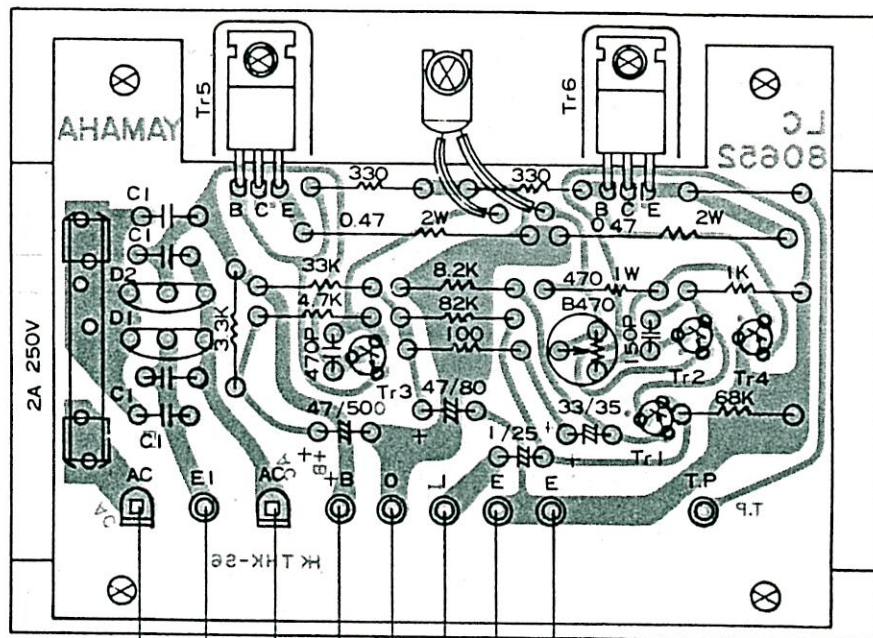 Tr5
Tr6
YAMAHA
LC
80652
330
330
B C E
B C E
C1
0.47 2W
0.47 2W
C1
D2
33K
8.2K
470 1W
1K
4.7K
82K
B470
D1
3.3K
470P
100
150P
2A 250V
Tr3
Tr2
Tr4
C1
47/500
47/80
33/35
68K
C1
1/25
Tr1
+
+
+
+
+B
AC
E1
AC
+B
O
L1
E
E
T.P
T.P
HK THK-S6